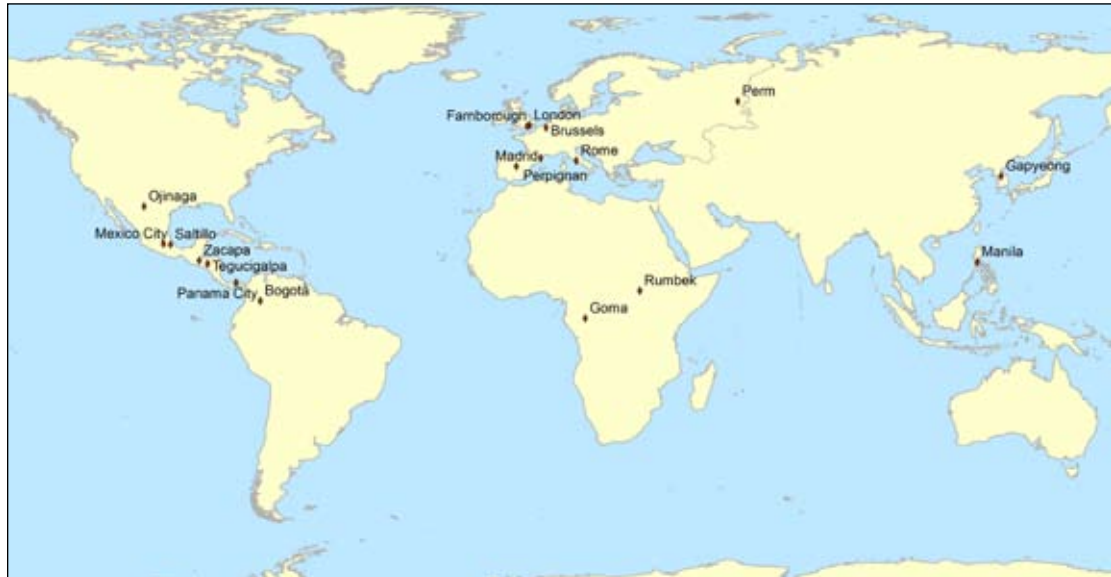 Perm
Farnborough London
Brussels
Madrid Rome
Perpignan
Gapyeong
Ojinaga
Mexico City Saltillo
Zacapa
Tegucigalpa
Manila
Rumbek
Panama City Bogotá
Goma